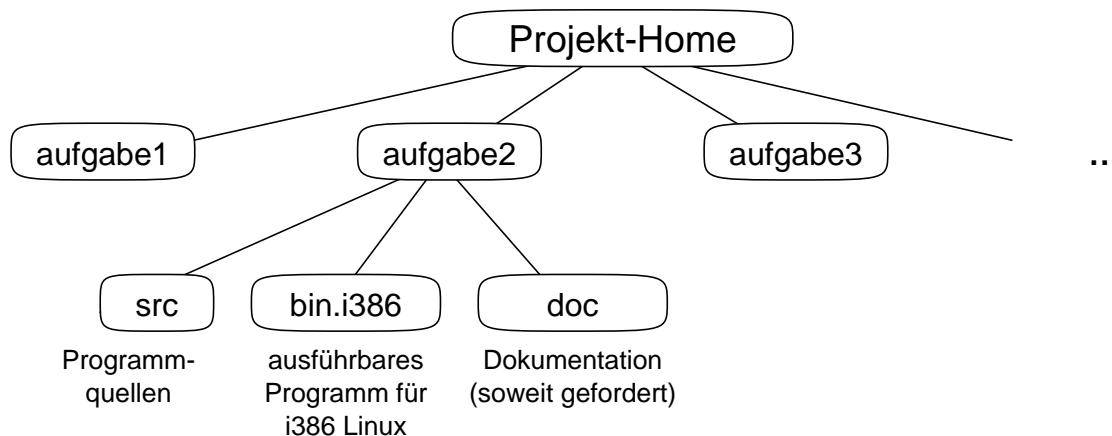 Projekt-Home
aufgabe1
aufgabe2
aufgabe3
..
src
bin.i386
doc
Programm-
quellen
ausführbares
Programm für
i386 Linux
Dokumentation
(soweit gefordert)